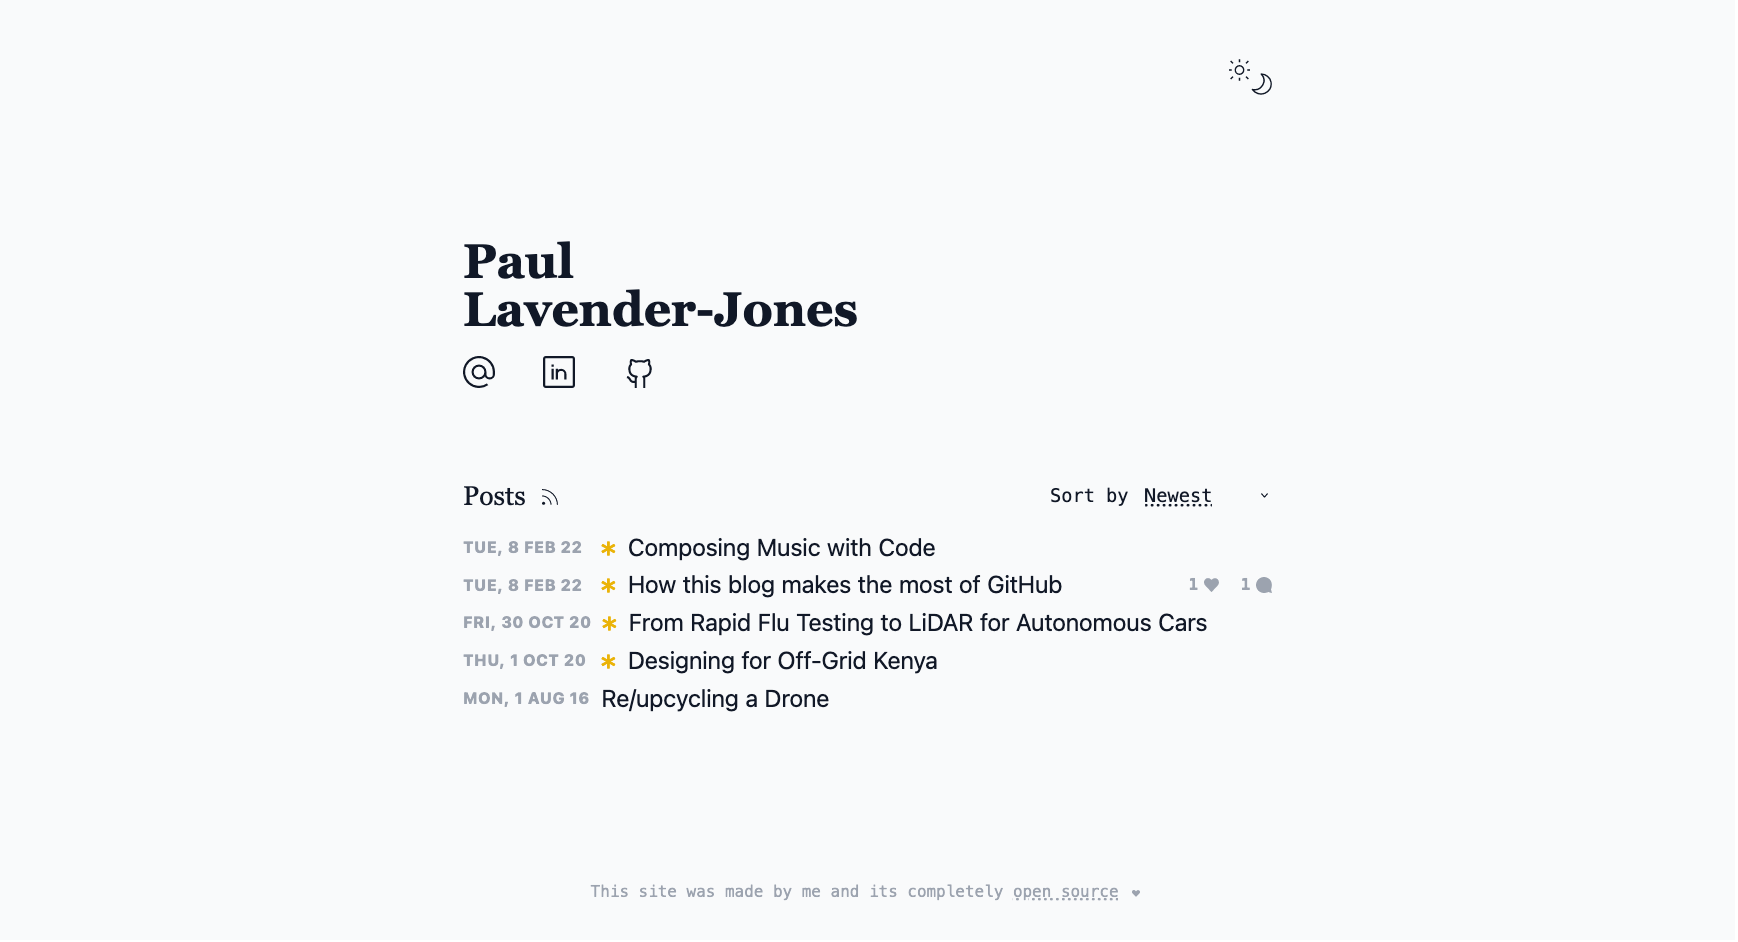 Paul
Lavender-Jones
in
Posts Sort by Newest
TUE, 8 FEB 22 * Composing Music with Code
TUE, 8 FEB 22 * How this blog makes the most of GitHub 1 1
FRI, 30 OCT 20 * From Rapid Flu Testing to LiDAR for Autonomous Cars
THU, 1 OCT 20 * Designing for Off-Grid Kenya
MON, 1 AUG 16 Re/upcycling a Drone
This site was made by me and its completely open source ♥